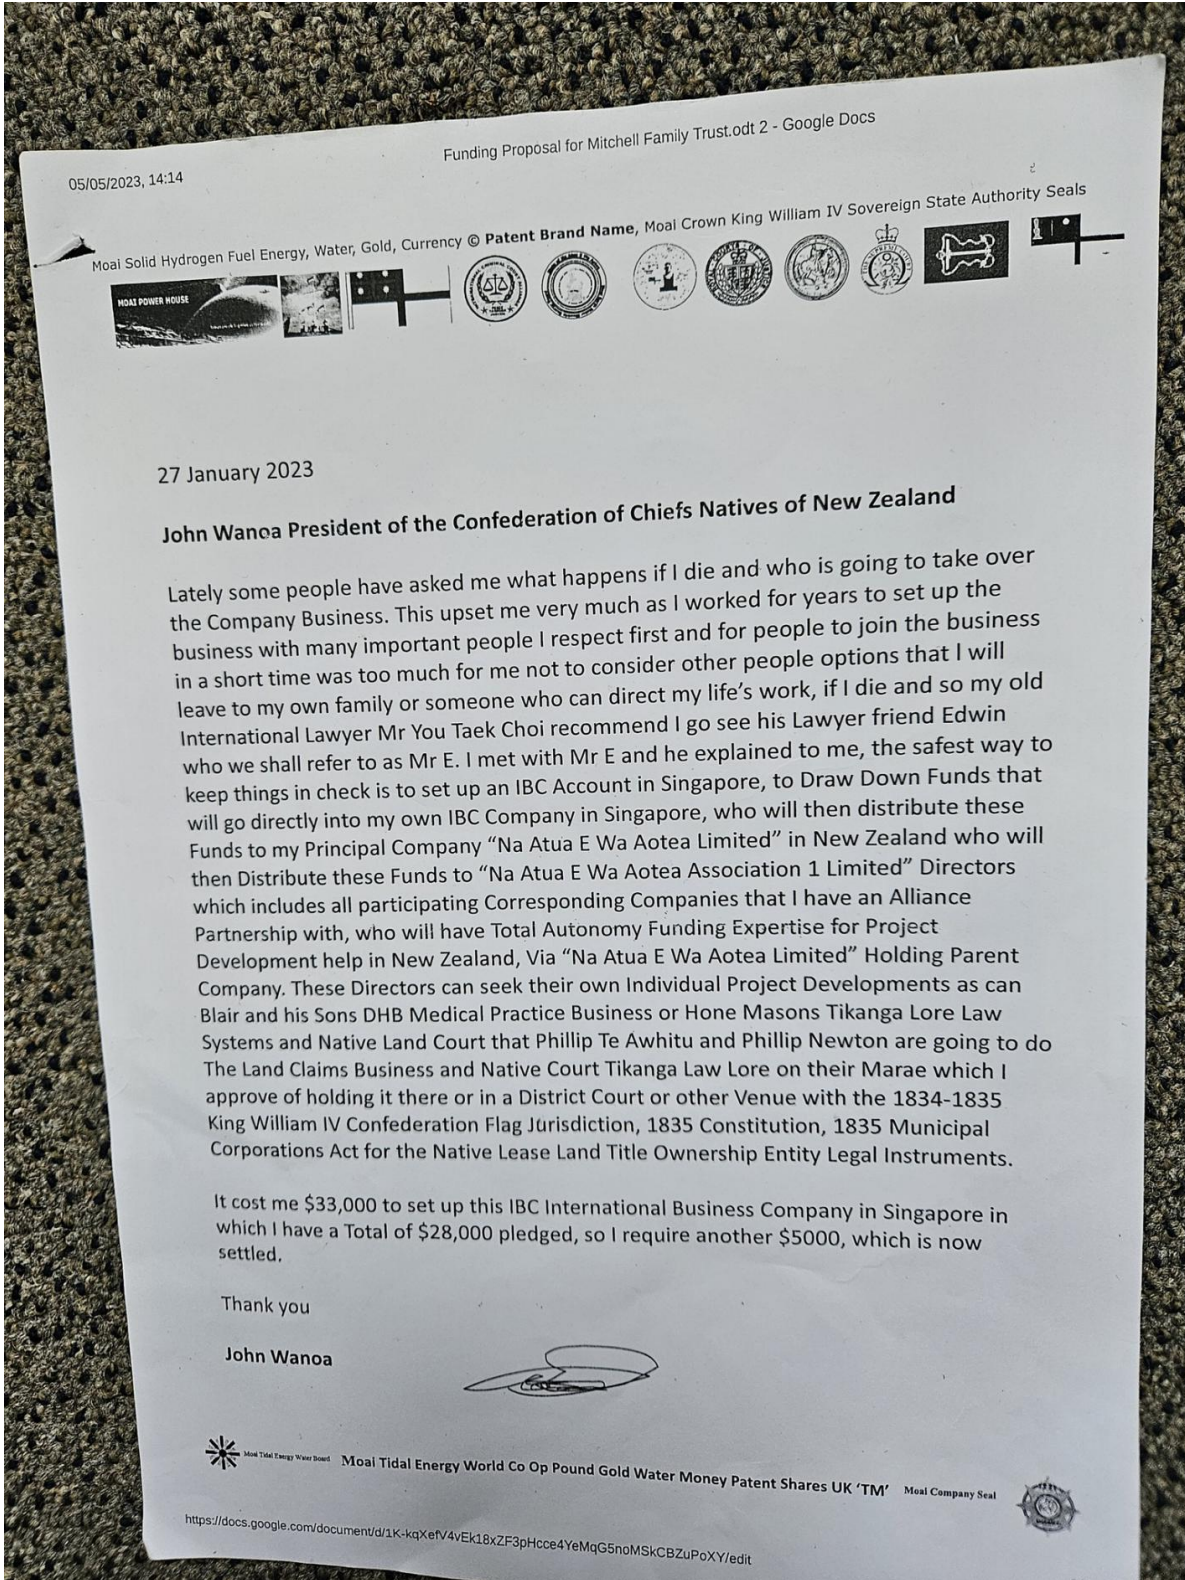 05/05/2023, 14:14
Funding Proposal for Mitchell Family Trust.odt 2 - Google Docs
Moai Solid Hydrogen Fuel Energy, Water, Gold, Currency © Patent Brand Name, Moai Crown King William IV Sovereign State Authority Seals
MOAI POWER HOUSE
27 January 2023
John Wanoa President of the Confederation of Chiefs Natives of New Zealand
Lately some people have asked me what happens if I die and who is going to take over
the Company Business. This upset me very much as I worked for years to set up the
business with many important people I respect first and for people to join the business
in a short time was too much for me not to consider other people options that I will
leave to my own family or someone who can direct my life's work, if I die and so my old
International Lawyer Mr You Taek Choi recommend I go see his Lawyer friend Edwin
who we shall refer to as Mr E. I met with Mr E and he explained to me, the safest way to
keep things in check is to set up an IBC Account in Singapore, to Draw Down Funds that
will go directly into my own IBC Company in Singapore, who will then distribute these
Funds to my Principal Company “Na Atua E Wa Aotea Limited” in New Zealand who will
then Distribute these Funds to “Na Atua E Wa Aotea Association 1 Limited” Directors
which includes all participating Corresponding Companies that I have an Alliance
Partnership with, who will have Total Autonomy Funding Expertise for Project
Development help in New Zealand, Via “Na Atua E Wa Aotea Limited” Holding Parent
Company. These Directors can seek their own Individual Project Developments as can
Blair and his Sons DHB Medical Practice Business or Hone Masons Tikanga Lore Law
Systems and Native Land Court that Phillip Te Awhitu and Phillip Newton are going to do
The Land Claims Business and Native Court Tikanga Law Lore on their Marae which I
approve of holding it there or in a District Court or other Venue with the 1834-1835
King William IV Confederation Flag Jurisdiction, 1835 Constitution, 1835 Municipal
Corporations Act for the Native Lease Land Title Ownership Entity Legal Instruments.
It cost me $33,000 to set up this IBC International Business Company in Singapore in
which I have a Total of $28,000 pledged, so I require another $5000, which is now
settled.
Thank you
John Wanoa
Moai Tidal Energy Water Board Moai Tidal Energy World Co Op Pound Gold Water Money Patent Shares UK ‘TM’ Moai Company Seal
https://docs.google.com/document/d/1K-kqXefV4vEk18xZF3pHcce4YeMqG5noMSkCBZuPoXY/edit